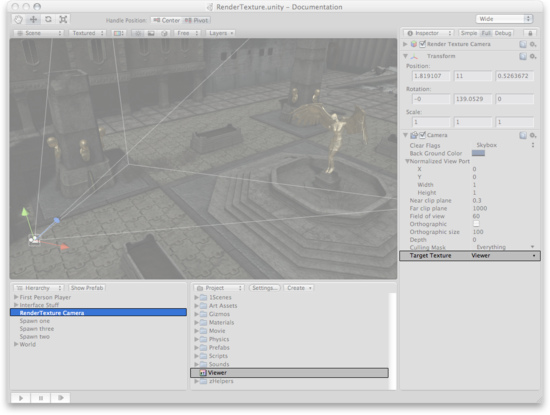 RenderTexture.unity – Documentation
Handle Position: Center Pivot
Wide
Scene Textured Free Layers
Inspector Simple Full Debug
Render Texture Camera
Transform
Position:
1.819107 11 0.5263672
Rotation:
-0 139.0529 0
Scale:
1 1 1
Camera
Clear Flags Skybox
Back Ground Color
Normalized View Port
X 0
Y 0
Width 1
Height 1
Near clip plane 0.3
Far clip plane 1000
Field of view 60
Orthographic
Orthographic size 100
Depth 0
Culling Mask Everything
Target Texture Viewer
Hierarchy Show Prefabs
First Person Player
Interface Stuff
RenderTexture Camera
Spawn one
Spawn three
Spawn two
World
Project Settings... Create
1Scenes
Art Assets
Gizmos
Materials
Movie
Physics
Prefabs
Scripts
Sounds
Viewer
zHelpers